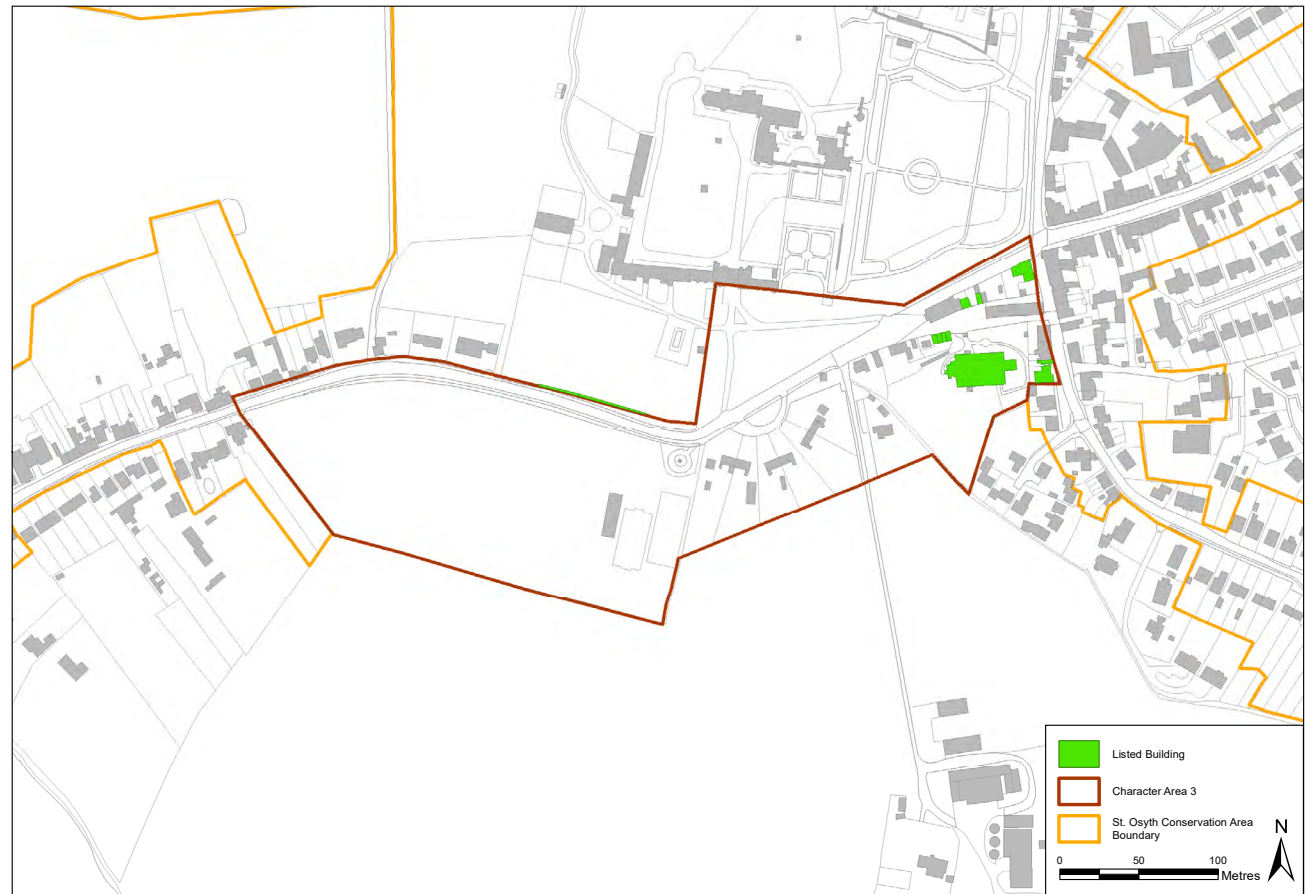 Listed Building
Character Area 3
St. Osyth Conservation Area
Boundary
N
0 50 100
Metres